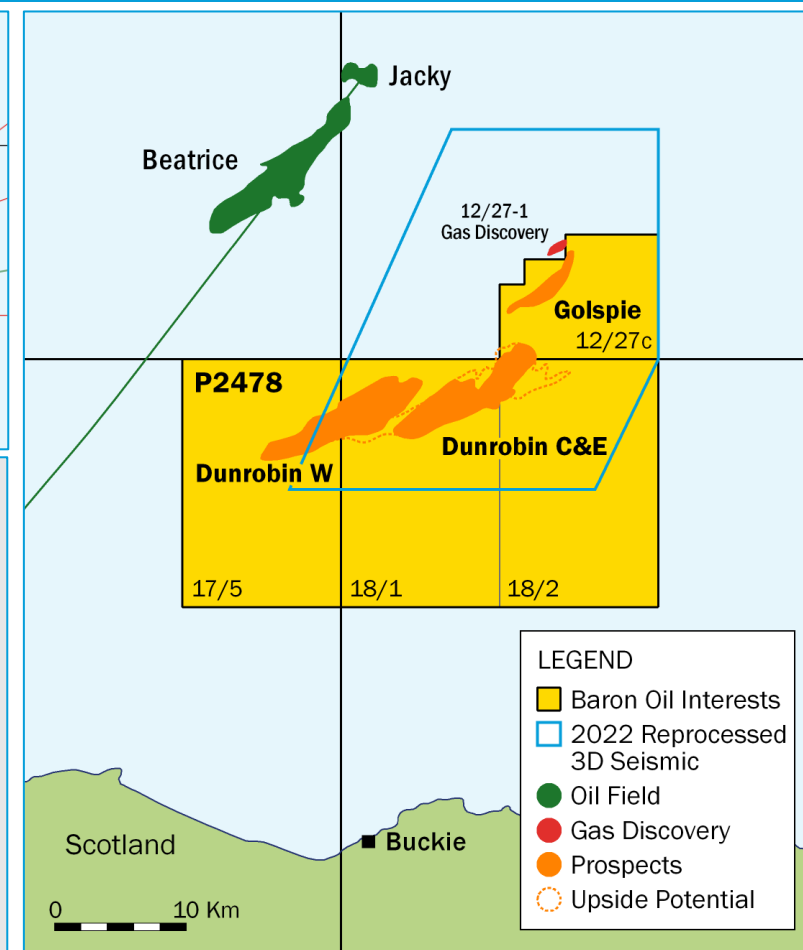 Jacky
Beatrice
12/27-1
Gas Discovery
Golspie
12/27c
P2478
Dunrobin C&E
Dunrobin W
17/5
18/1
18/2
LEGEND
Baron Oil Interests
2022 Reprocessed
3D Seismic
Oil Field
Gas Discovery
Prospects
Upside Potential
Scotland
Buckie
0
10 Km